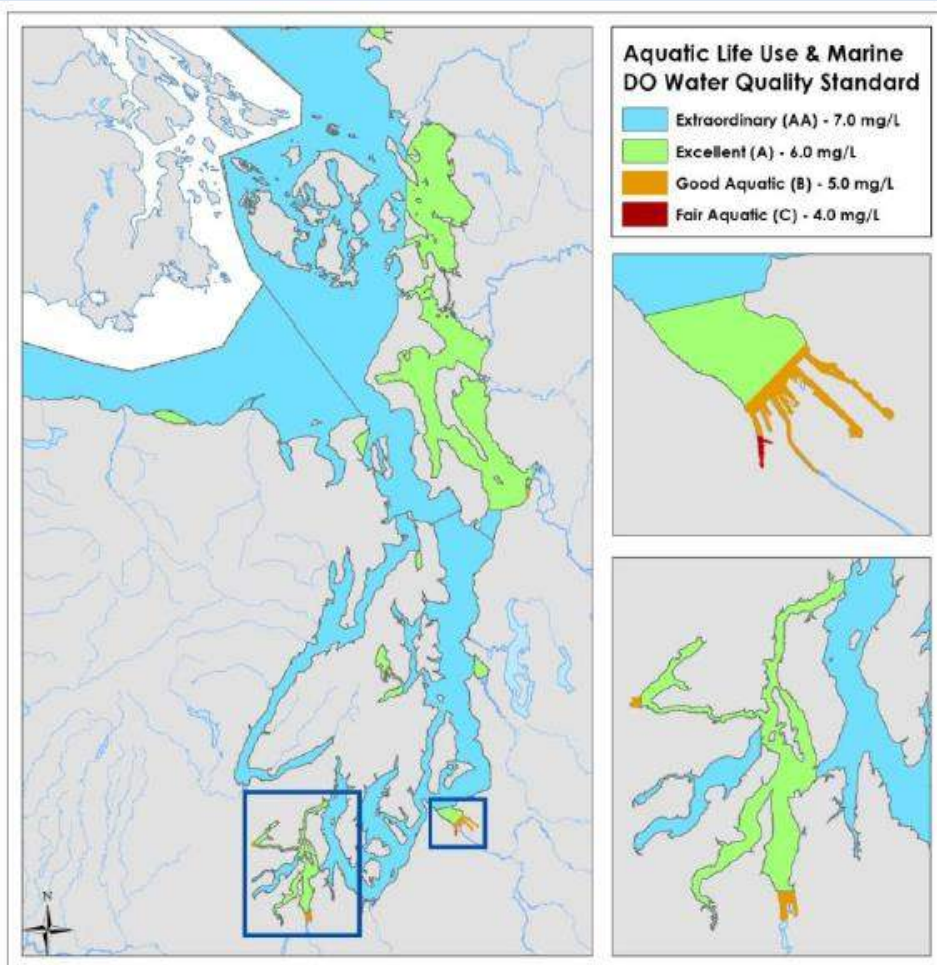 Aquatic Life Use & Marine
DO Water Quality Standard
Extraordinary (AA) - 7.0 mg/L
Excellent (A) - 6.0 mg/L
Good Aquatic (B) - 5.0 mg/L
Fair Aquatic (C) - 4.0 mg/L
N